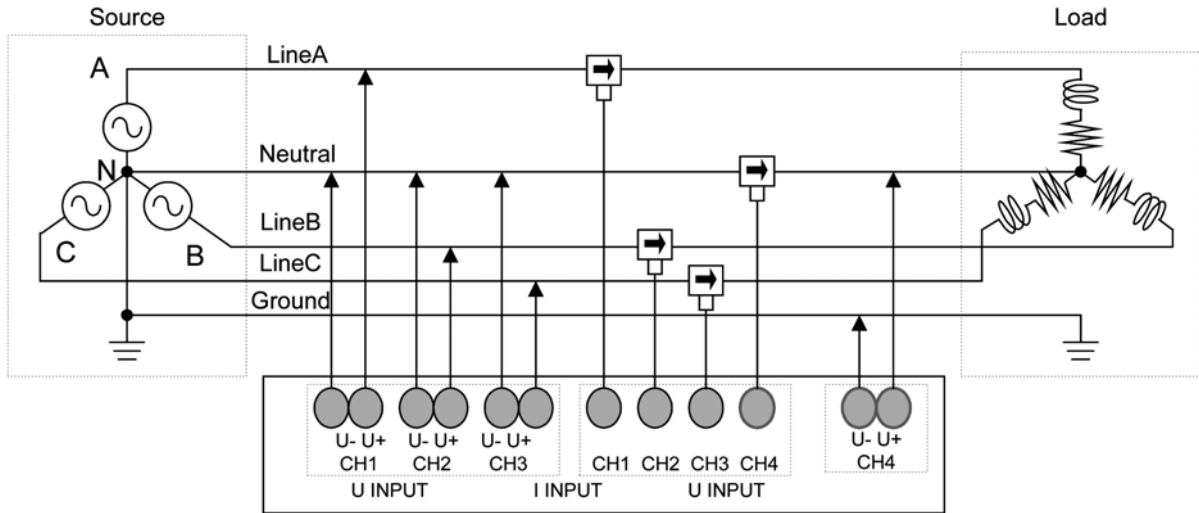 Source
Load
A
LineA
N
Neutral
LineB
C
B
LineC
Ground
U- U+
U- U+
U- U+
U- U+
CH1
CH2
CH3
CH1
CH2
CH3
CH4
CH4
U INPUT
I INPUT
U INPUT